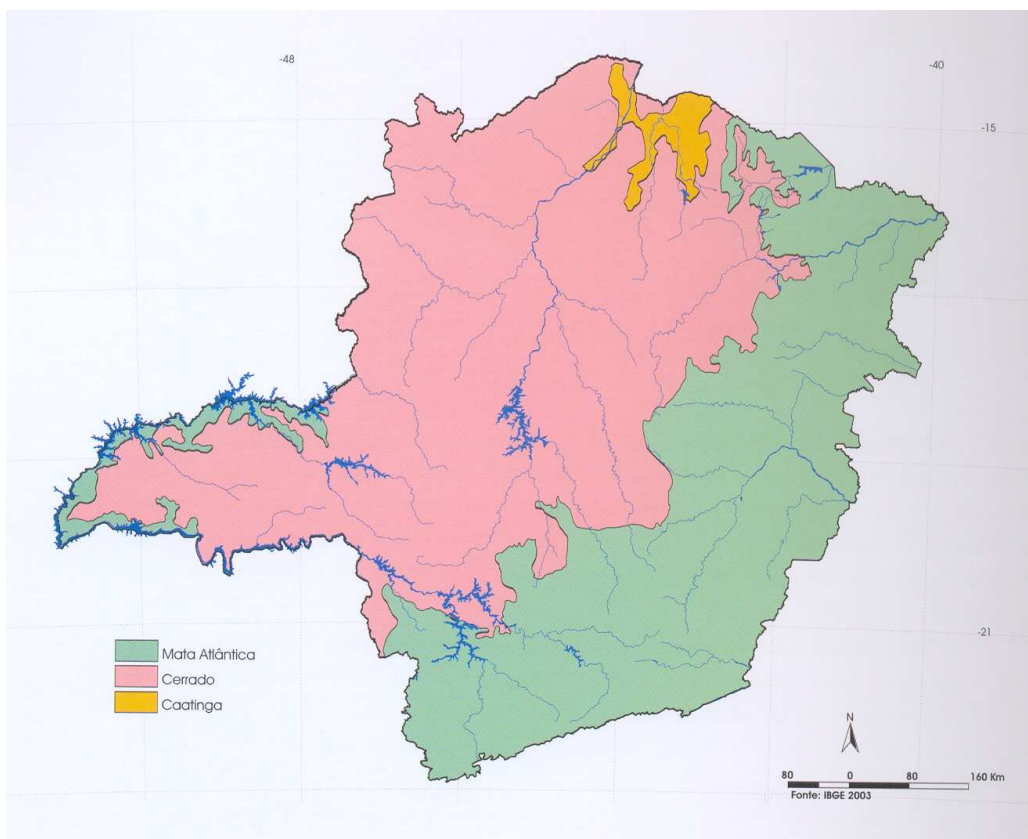 -48
-40
-15
-21
Mata Atlântica
Cerrado
Caatinga
N
80 0 80 160 Km
Fonte: IBGE 2003